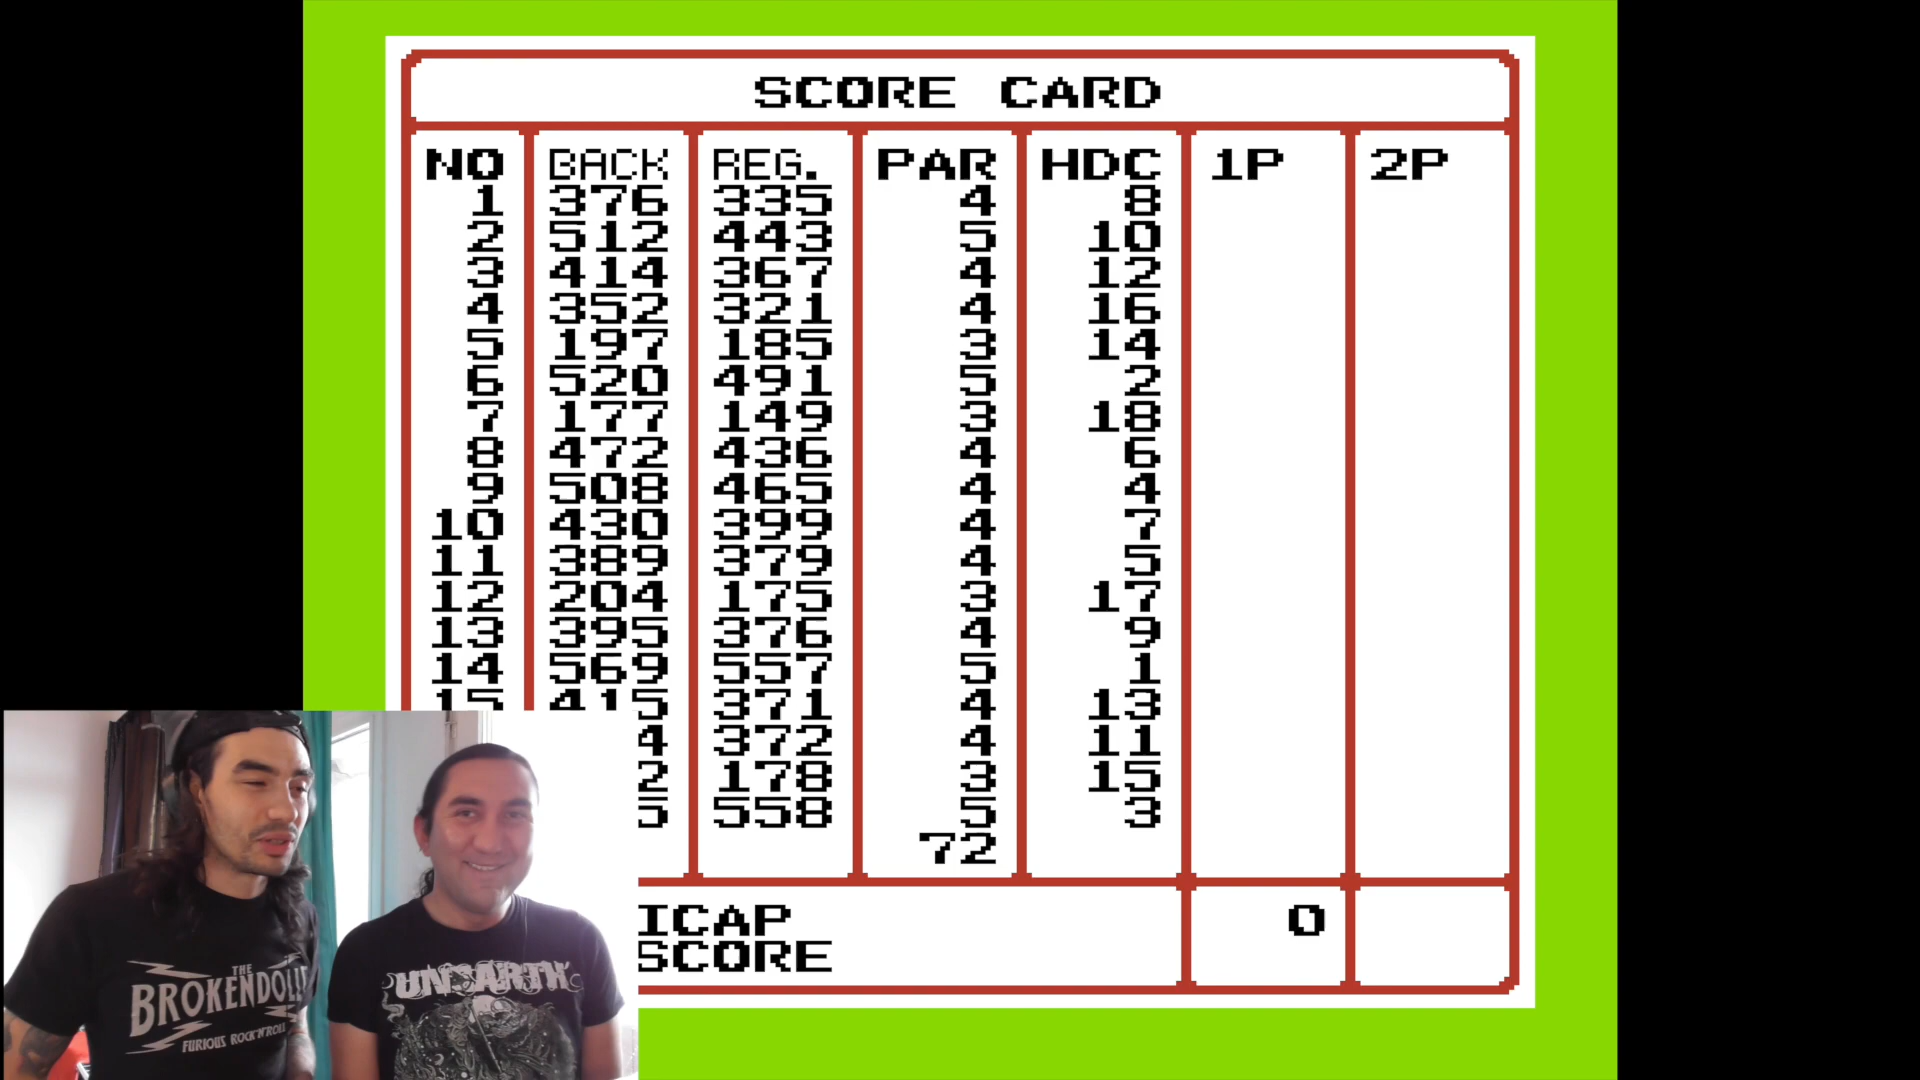 SCORE CARD
NO BACK REG. PAR HDC 1P 2P
1 376 335 4 8
2 512 443 5 10
3 414 367 4 12
4 352 321 4 16
5 197 185 3 14
6 520 491 5 2
7 177 149 3 18
8 472 436 4 6
9 508 465 4 4
10 430 399 4 7
11 389 379 4 5
12 204 175 3 17
13 395 376 4 9
14 569 557 5 1
15 415 371 4 13
4 372 4 11
2 178 3 15
5 558 5 3
72
ICAP 0
SCORE
THE
BROKENDOLL
FURIOUS ROCK'N'ROLL
UNEARTH